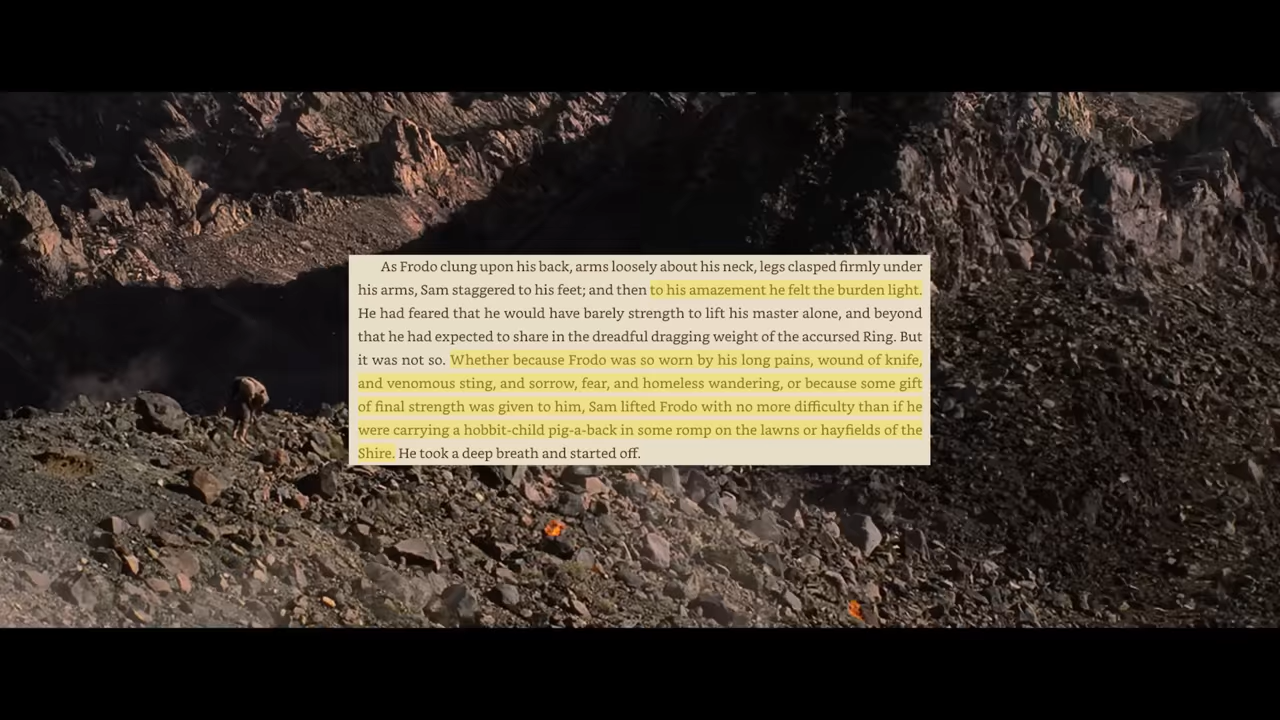 As Frodo clung upon his back, arms loosely about his neck, legs clasped firmly under
his arms, Sam staggered to his feet; and then to his amazement he felt the burden light.
He had feared that he would have barely strength to lift his master alone, and beyond
that he had expected to share in the dreadful dragging weight of the accursed Ring. But
it was not so. Whether because Frodo was so worn by his long pains, wound of knife,
and venomous sting, and sorrow, fear, and homeless wandering, or because some gift
of final strength was given to him, Sam lifted Frodo with no more difficulty than if he
were carrying a hobbit-child pig-a-back in some romp on the lawns or hayfields of the
Shire. He took a deep breath and started off.